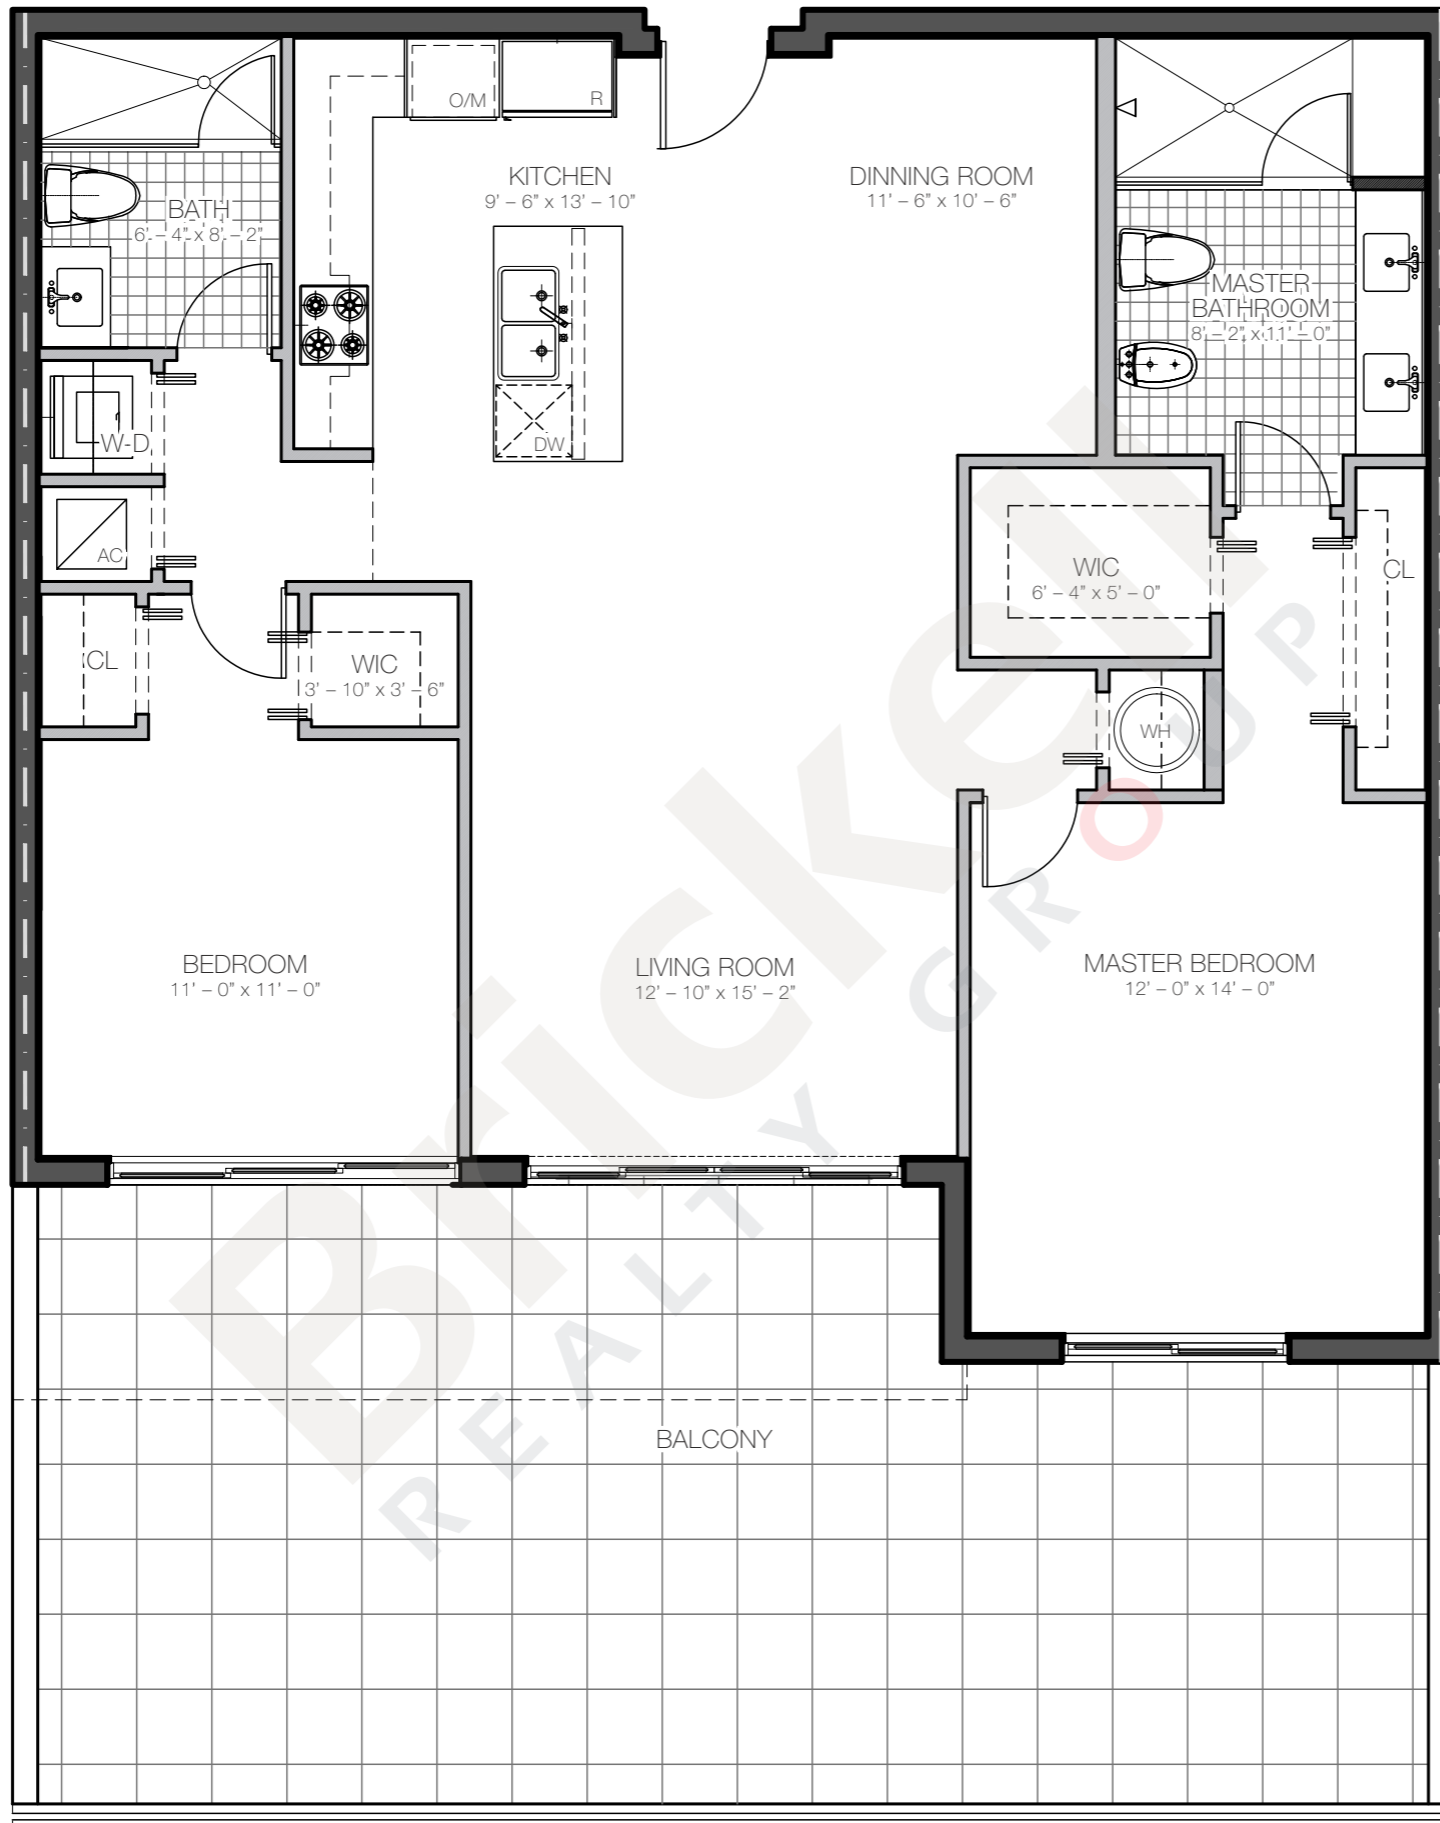 O/M
R
KITCHEN
9’ – 6” x 13’ – 10”
DINNING ROOM
11’ – 6” x 10’ – 6”
BATH
6’ – 4” x 8’ – 2”
MASTER
BATHROOM
8’ – 2” x 11’ – 0”
W-D
DW
AC
WIC
6’ – 4” x 5’ – 0”
CL
CL
WIC
3’ – 10” x 3’ – 6”
WH
BEDROOM
11’ – 0” x 11’ – 0”
LIVING ROOM
12’ – 10” x 15’ – 2”
MASTER BEDROOM
12’ – 0” x 14’ – 0”
BALCONY
Brickell
REALTY GROUP